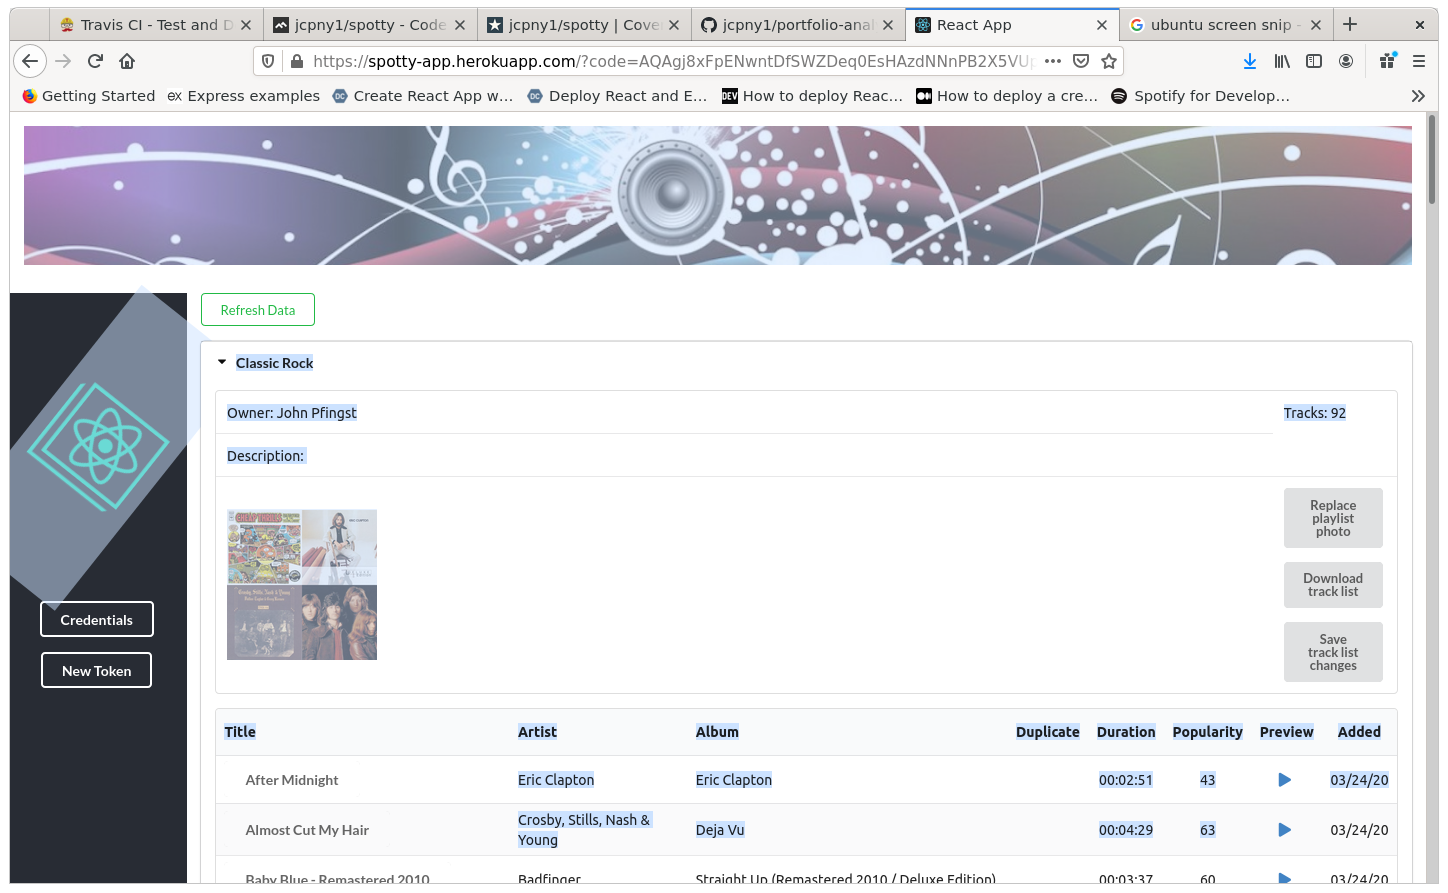 Travis CI - Test and D
jcpny1/spotty - Code
jcpny1/spotty | Cove
jcpny1/portfolio-anal
React App
ubuntu screen snip -
https://spotty-app.herokuapp.com/?code=AQAgj8xFpENwntDfSWZDeq0EsHAzdNNnPB2X5VU
Getting Started
ex Express examples
DC Create React App w…
DC Deploy React and E…
DEV How to deploy Reac…
How to deploy a cre…
Spotify for Develop…
Refresh Data
Classic Rock
Owner: John Pfingst
Tracks: 92
Description:
Replace
playlist
photo
Download
track list
Save
track list
changes
Credentials
New Token
Title Artist Album Duplicate Duration Popularity Preview Added
After Midnight Eric Clapton Eric Clapton 00:02:51 43 03/24/20
Almost Cut My Hair Crosby, Stills, Nash &
Young Deja Vu 00:04:29 63 03/24/20
Baby Blue - Remastered 2010 Badfinger Straight Up (Remastered 2010 / Deluxe Edition) 00:03:37 60 03/24/20